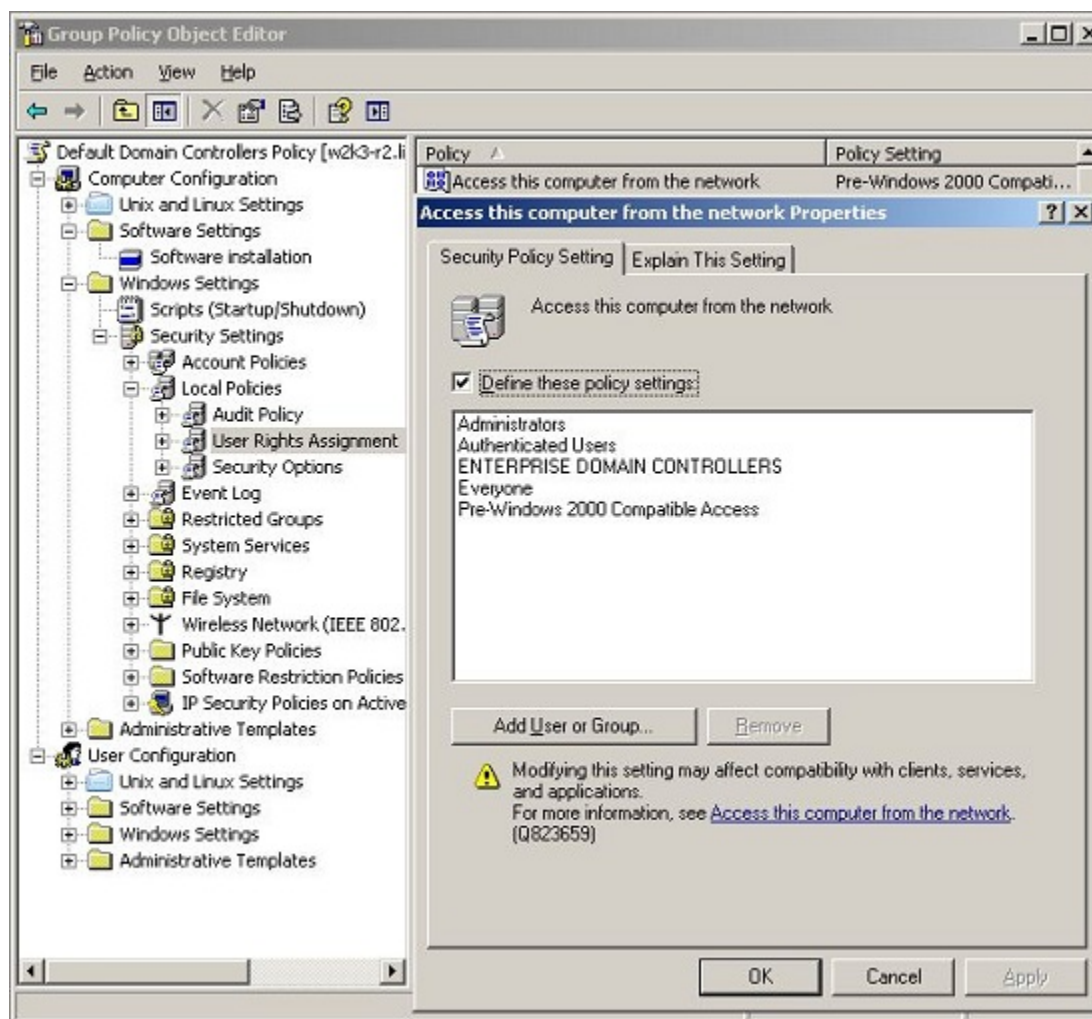 Group Policy Object Editor
File Action View Help
Default Domain Controllers Policy [w2k3-r2.li
Computer Configuration
Unix and Linux Settings
Software Settings
Software installation
Windows Settings
Scripts (Startup/Shutdown)
Security Settings
Account Policies
Local Policies
Audit Policy
User Rights Assignment
Security Options
Event Log
Restricted Groups
System Services
Registry
File System
Wireless Network (IEEE 802.
Public Key Policies
Software Restriction Policies
IP Security Policies on Active
Administrative Templates
User Configuration
Unix and Linux Settings
Software Settings
Windows Settings
Administrative Templates
Policy Policy Setting
Access this computer from the network Pre-Windows 2000 Compati...
Access this computer from the network Properties
Security Policy Setting Explain This Setting
Access this computer from the network
Define these policy settings:
Administrators
Authenticated Users
ENTERPRISE DOMAIN CONTROLLERS
Everyone
Pre-Windows 2000 Compatible Access
Add User or Group... Remove
Modifying this setting may affect compatibility with clients, services,
and applications.
For more information, see Access this computer from the network.
(Q823659)
OK Cancel Apply